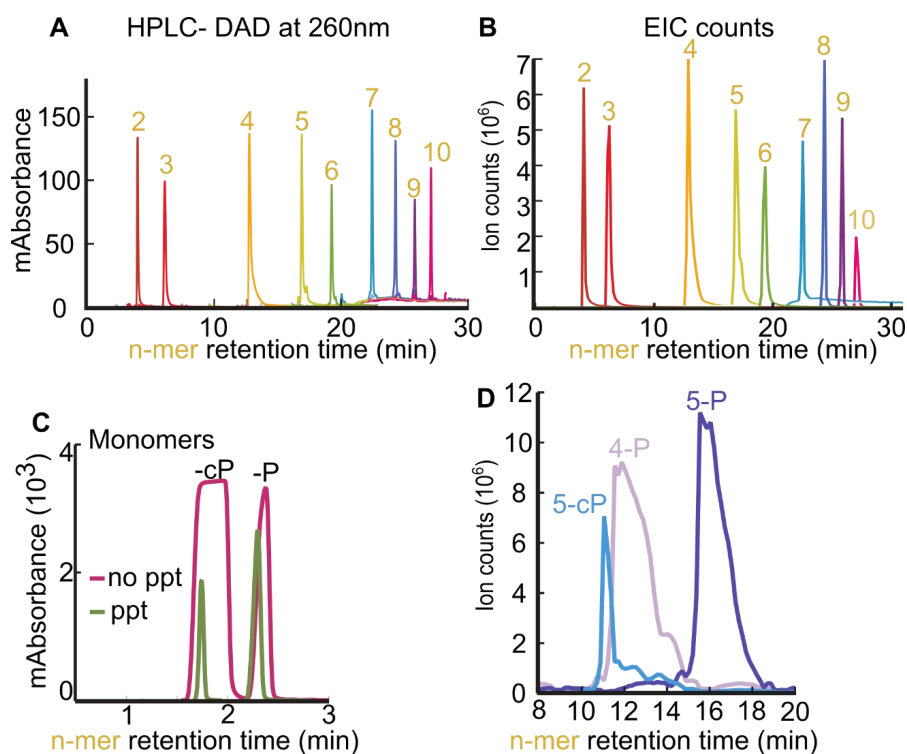 A HPLC- DAD at 260nm
mAbsorbance
150
100
50
0
2
3
4
5
6
7
8
9
10
0 10 20 30
n-mer retention time (min)
B EIC counts
Ion counts (10⁶)
7
6
5
4
3
2
1
2
3
4
5
6
7
8
9
10
0 10 20 30
n-mer retention time (min)
C
Monomers
mAbsorbance (10³)
4
2
0
-cP -P
no ppt
ppt
1 2 3
n-mer retention time (min)
D
Ion counts (10⁶)
12
10
8
6
4
2
0
5-P
4-P
5-cP
8 10 12 14 16 18 20
n-mer retention time (min)